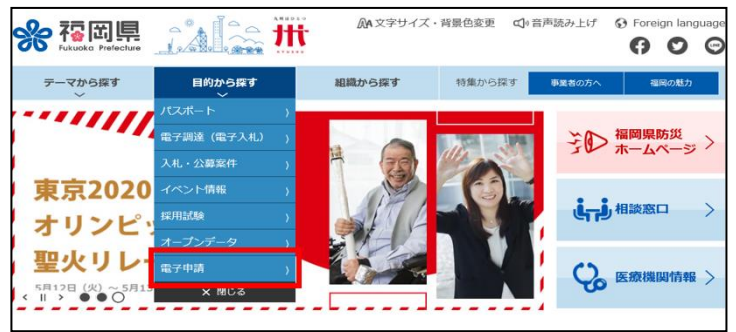 福岡県
Fukuoka Prefecture
文字サイズ・背景色変更
音声読み上げ
Foreign language
テーマから探す
目的から探す
組織から探す
特集から探す
事業者の方へ
福岡の魅力
パスポート
電子調達（電子入札）
入札・公募案件
イベント情報
採用試験
オープンデータ
電子申請
× 閉じる
東京2020
オリンピッ
聖火リレー
5月12日（火）～5月13
福岡県防災
ホームページ
相談窓口
医療機関情報